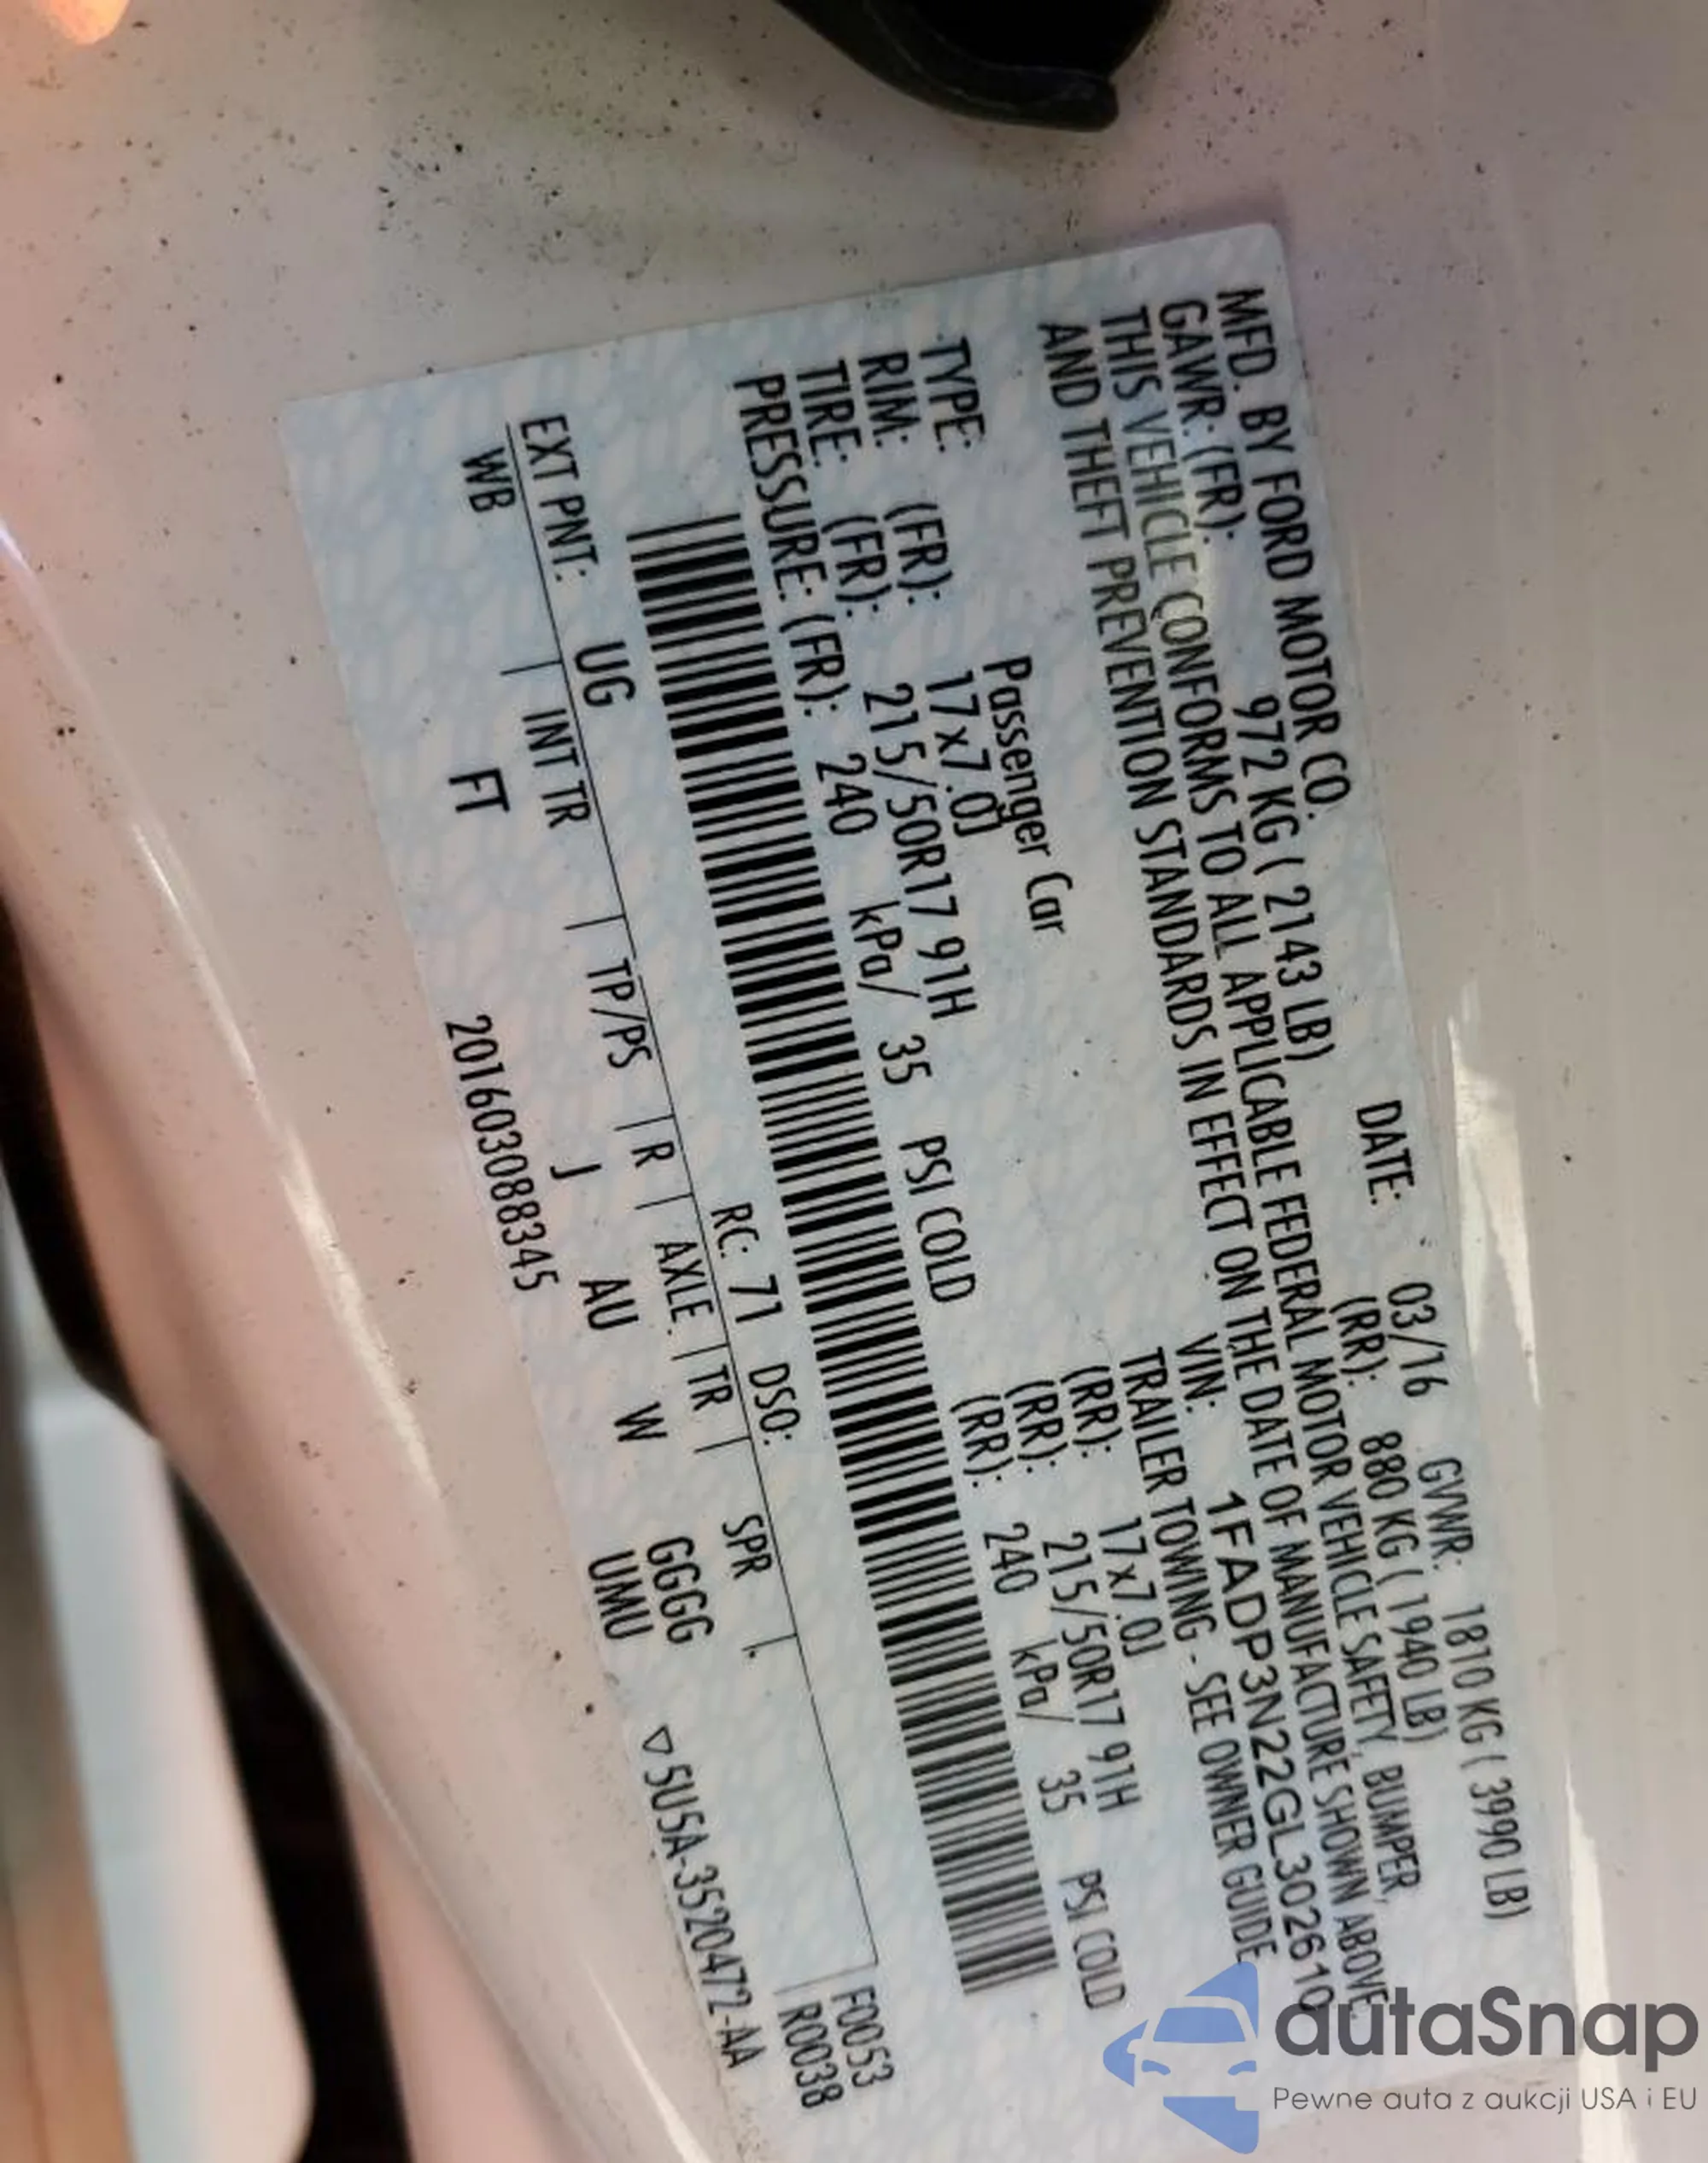 MFD. BY FORD MOTOR CO. DATE: 03/16 GVWR: 1810 KG ( 3990 LB)
GAWR: (FR): 972 KG ( 2143 LB) (RR): 880 KG ( 1940 LB)
THIS VEHICLE CONFORMS TO ALL APPLICABLE FEDERAL MOTOR VEHICLE SAFETY, BUMPER,
AND THEFT PREVENTION STANDARDS IN EFFECT ON THE DATE OF MANUFACTURE SHOWN ABOVE.
VIN: 1FADP3N22GL302610
TYPE: Passenger Car TRAILER TOWING - SEE OWNER GUIDE
RIM: (FR): 17x7.0J (RR): 17x7.0J
TIRE: (FR): 215/50R17 91H (RR): 215/50R17 91H
PRESSURE: (FR): 240 kPa/ 35 PSI COLD (RR): 240 kPa/ 35 PSI COLD
EXT PNT: UG RC: 71 DSO: F0053
WB INT TR TP/PS R AXLE TR SPR R0038
FT J AU W GGGG
201603088345 UMU
▽5U5A-3520472-AA
autaSnap
Pewne auta z aukcji USA i EU